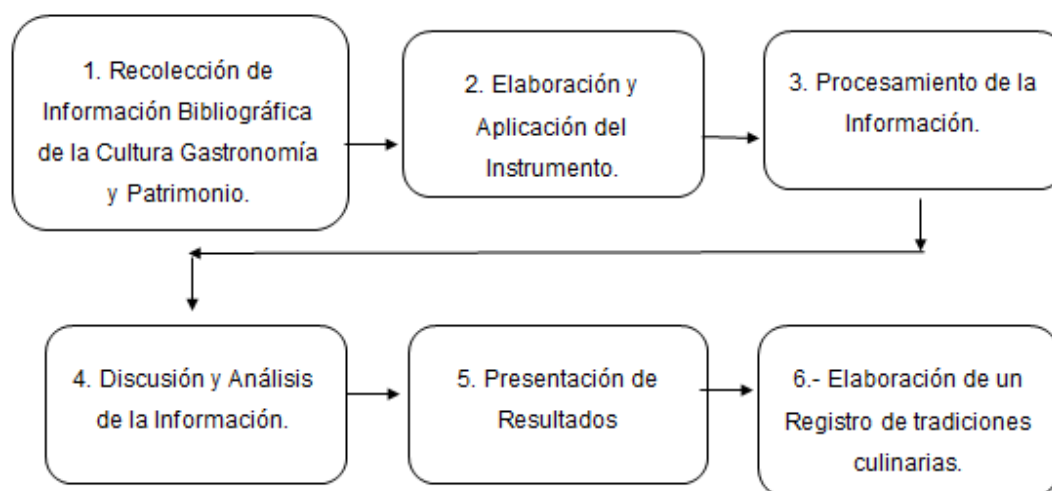 1. Recolección de
Información Bibliográfica
de la Cultura Gastronomía
y Patrimonio.
2. Elaboración y
Aplicación del
Instrumento.
3. Procesamiento de la
Información.
4. Discusión y Análisis
de la Información.
5. Presentación de
Resultados
6.- Elaboración de un
Registro de tradiciones
culinarias.